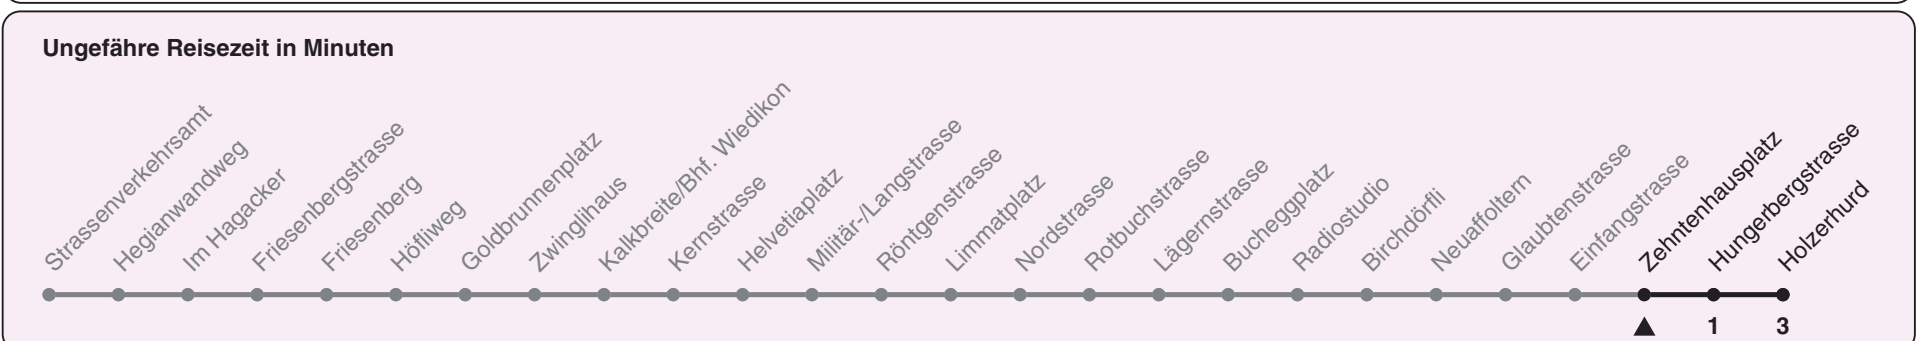 Ungefähre Reisezeit in Minuten
Strassenverkehrsamt
Hegianwandweg
Im Hagacker
Friesenbergstrasse
Friesenberg
Höfliweg
Goldbrunnenplatz
Zwinglihaus
Kalkbreite/Bhf. Wiedikon
Kernstrasse
Helvetiaplatz
Militär-/Langstrasse
Röntgenstrasse
Limmatplatz
Nordstrasse
Rotbuchstrasse
Lägernstrasse
Bucheggplatz
Radiostudio
Birchdörfli
Neuaffoltern
Glaubtenstrasse
Einfangstrasse
Zehntenhausplatz
Hungerbergstrasse
Holzerhurd
1 3